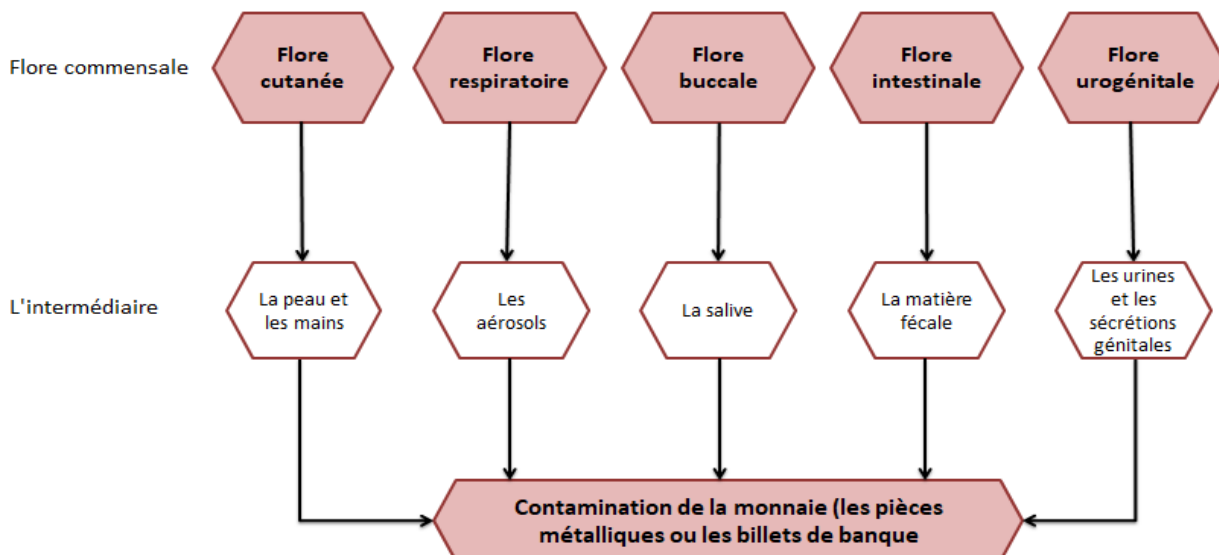 Flore commensale
Flore
cutanée
Flore
respiratoire
Flore
buccale
Flore
intestinale
Flore
urogénitale
L'intermédiaire
La peau et
les mains
Les
aérosols
La salive
La matière
fécale
Les urines
et les
sécrétions
génitales
Contamination de la monnaie (les pièces
métalliques ou les billets de banque